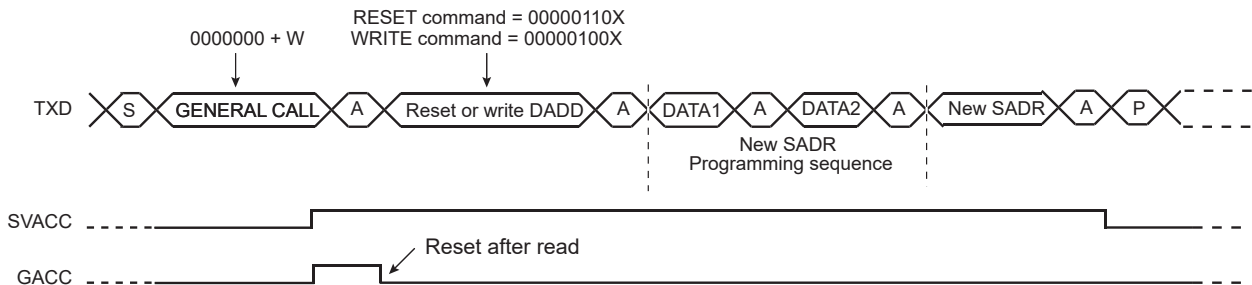 RESET command = 00000110X
0000000 + W
WRITE command = 00000100X
TXD S GENERAL CALL A Reset or write DADD A DATA1 A DATA2 A New SADR A P
New SADR
Programming sequence
SVACC
Reset after read
GACC